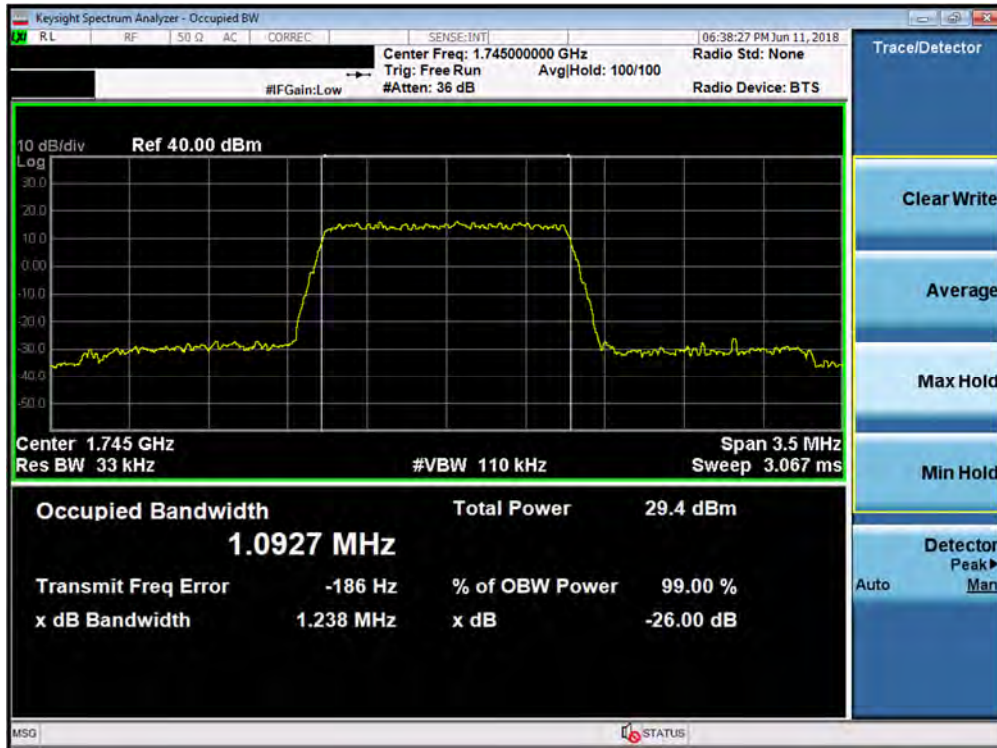 Keysight Spectrum Analyzer - Occupied BW
LXI RL RF 50 Ω AC CORREC SENSE:INT 06:38:27 PM Jun 11, 2018
Center Freq: 1.745000000 GHz Radio Std: None
Trig: Free Run Avg|Hold: 100/100
#IFGain:Low #Atten: 36 dB Radio Device: BTS
Trace/Detector
10 dB/div Ref 40.00 dBm
Log
30.0
20.0
10.0
0.00
-10.0
-20.0
-30.0
-40.0
-50.0
Center 1.745 GHz Span 3.5 MHz
Res BW 33 kHz #VBW 110 kHz Sweep 3.067 ms
Occupied Bandwidth Total Power 29.4 dBm
1.0927 MHz
Transmit Freq Error -186 Hz % of OBW Power 99.00 %
x dB Bandwidth 1.238 MHz x dB -26.00 dB
Clear Write
Average
Max Hold
Min Hold
Detector
Peak▶
Auto Man
MSG STATUS